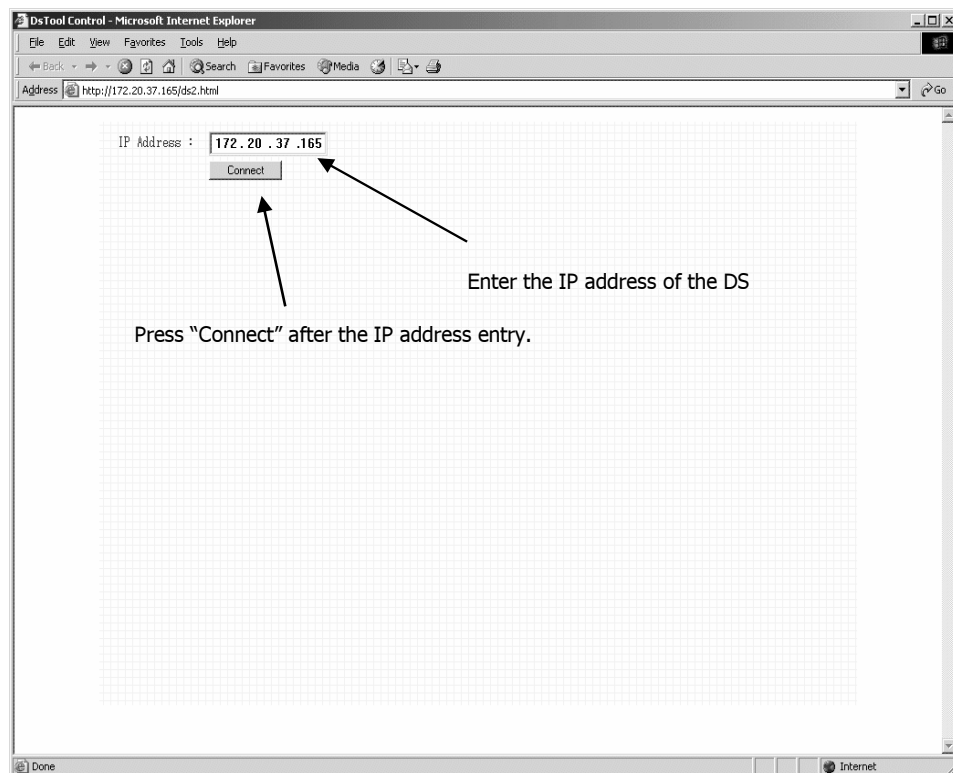 DsTool Control - Microsoft Internet Explorer
File Edit View Favorites Tools Help
Back Search Favorites Media
Address http://172.20.37.165/ds2.html Go
IP Address : 172 . 20 . 37 .165
Connect
Enter the IP address of the DS
Press “Connect” after the IP address entry.
Done Internet